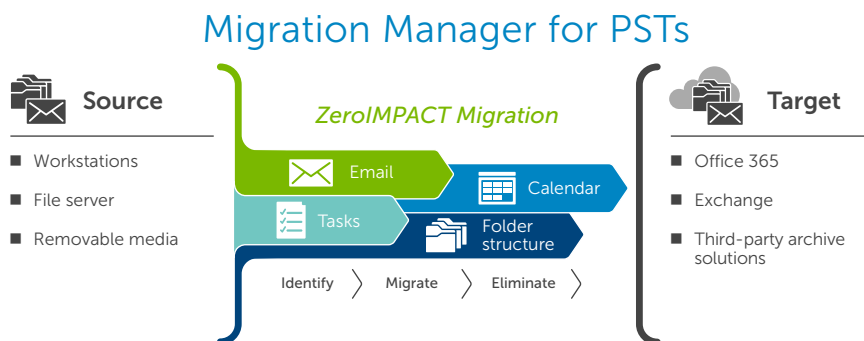 Migration Manager for PSTs
Source
Workstations
File server
Removable media
ZeroIMPACT Migration
Email
Calendar
Tasks
Folder
structure
Identify
Migrate
Eliminate
Target
Office 365
Exchange
Third-party archive
solutions